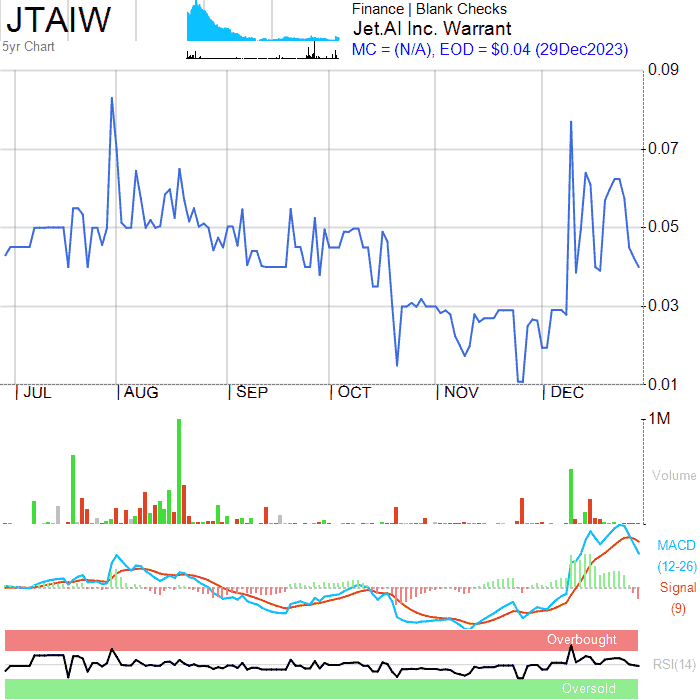 JTAIW
5yr Chart
Finance | Blank Checks
Jet.AI Inc. Warrant
MC = (N/A), EOD = $0.04 (29Dec2023)
0.09
0.07
0.05
0.03
0.01
JUL AUG SEP OCT NOV DEC
1M
Volume
MACD
(12-26)
Signal
(9)
Overbought
RSI(14)
Oversold